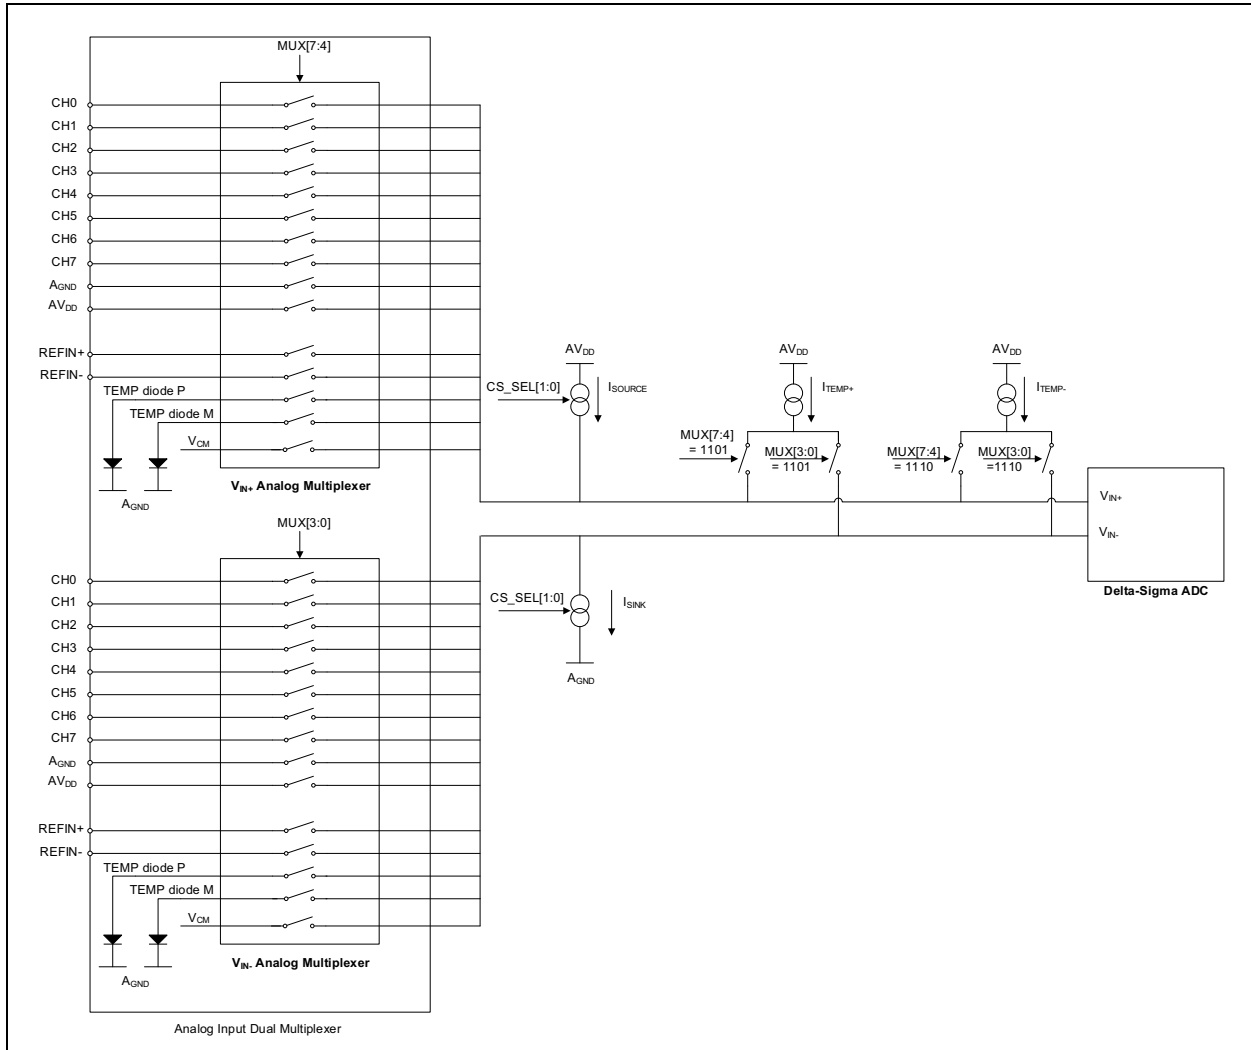 MUX[7:4]
CH0
CH1
CH2
CH3
CH4
CH5
CH6
CH7
AGND
AVDD
REFIN+
REFIN-
TEMP diode P
TEMP diode M
VCM
AGND
VIN+ Analog Multiplexer
MUX[3:0]
CH0
CH1
CH2
CH3
CH4
CH5
CH6
CH7
AGND
AVDD
REFIN+
REFIN-
TEMP diode P
TEMP diode M
VCM
AGND
VIN- Analog Multiplexer
Analog Input Dual Multiplexer
AVDD
CS_SEL[1:0]
ISOURCE
CS_SEL[1:0]
ISINK
AGND
AVDD
ITEMP+
MUX[7:4]
= 1101
MUX[3:0]
= 1101
AVDD
ITEMP-
MUX[7:4]
= 1110
MUX[3:0]
=1110
VIN+
VIN-
Delta-Sigma ADC